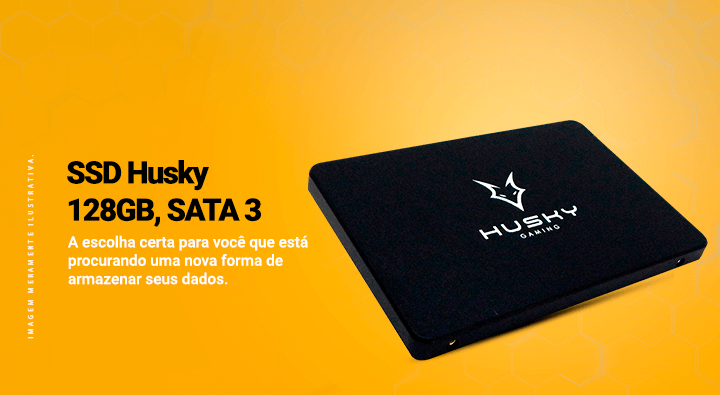 SSD Husky
128GB, SATA 3
A escolha certa para você que está
procurando uma nova forma de
armazenar seus dados.
IMAGEM MERAMENTE ILUSTRATIVA.
HUSKY
GAMING